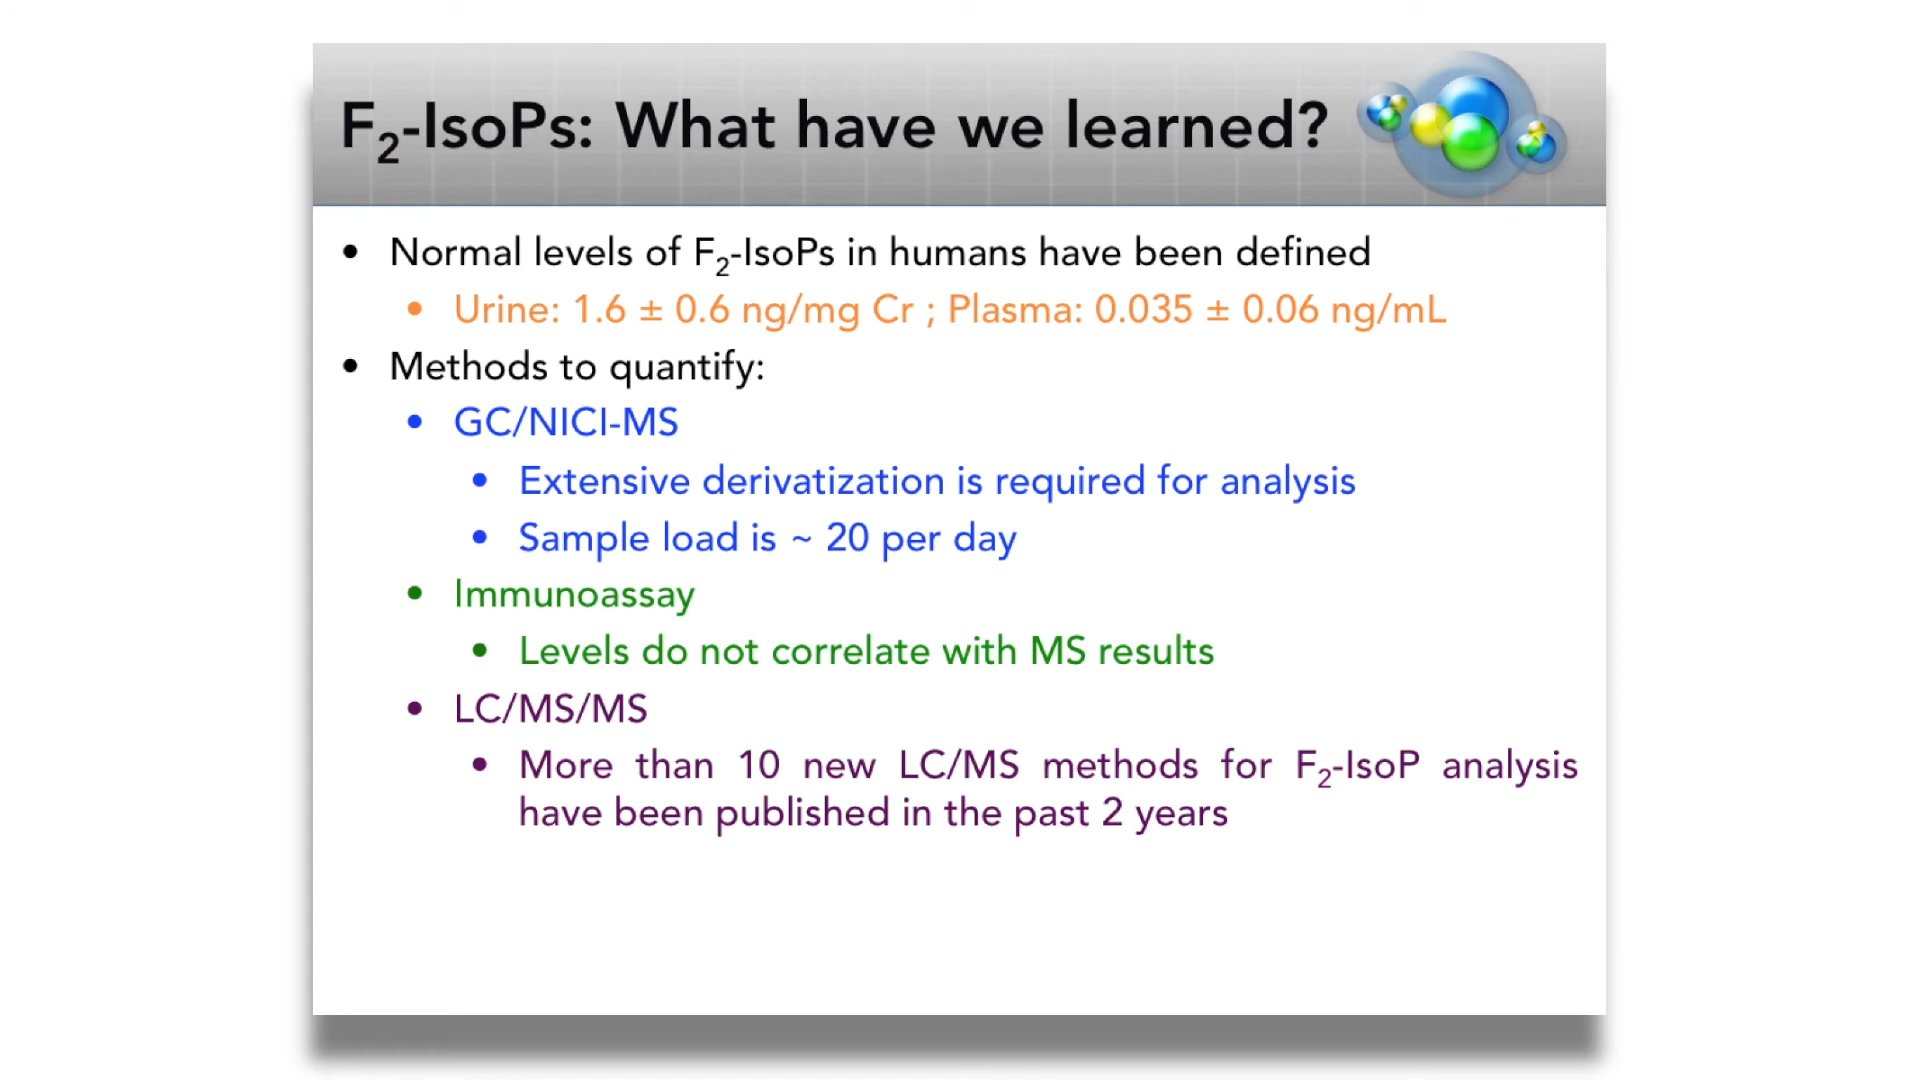 F₂-IsoPs: What have we learned?
• Normal levels of F₂-IsoPs in humans have been defined
• Urine: 1.6 ± 0.6 ng/mg Cr ; Plasma: 0.035 ± 0.06 ng/mL
• Methods to quantify:
• GC/NICI-MS
• Extensive derivatization is required for analysis
• Sample load is ~ 20 per day
• Immunoassay
• Levels do not correlate with MS results
• LC/MS/MS
• More than 10 new LC/MS methods for F₂-IsoP analysis
have been published in the past 2 years